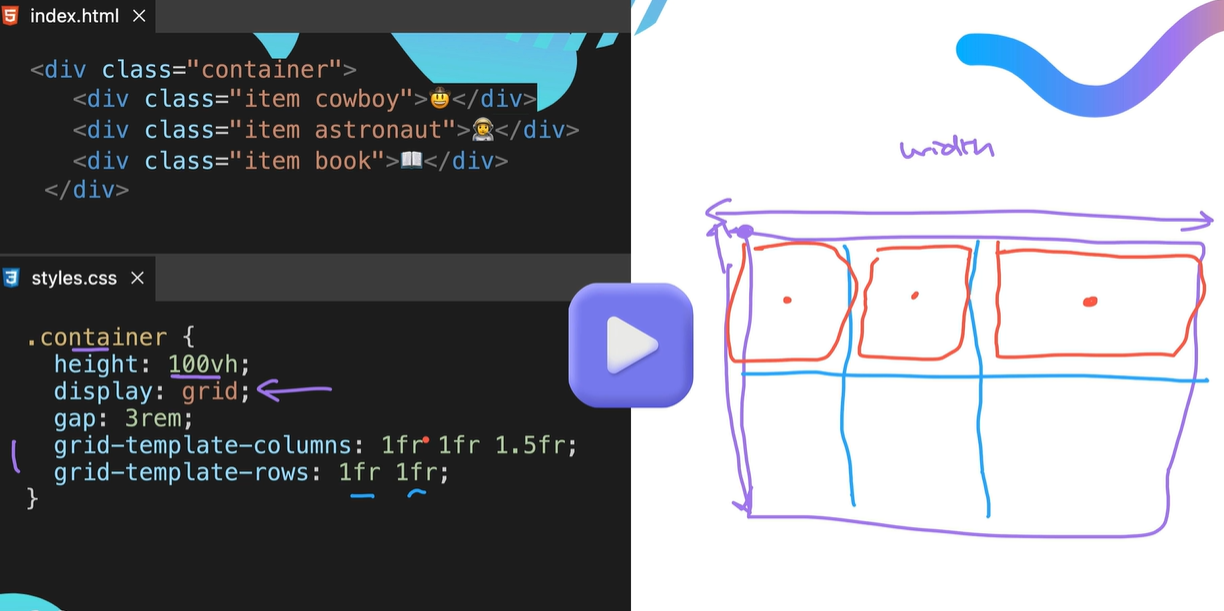 index.html
<div class="container">
<div class="item cowboy">🤠</div>
<div class="item astronaut">👩‍🚀</div>
<div class="item book">📖</div>
</div>
styles.css
.container {
height: 100vh;
display: grid;
gap: 3rem;
grid-template-columns: 1fr 1fr 1.5fr;
grid-template-rows: 1fr 1fr;
}
width